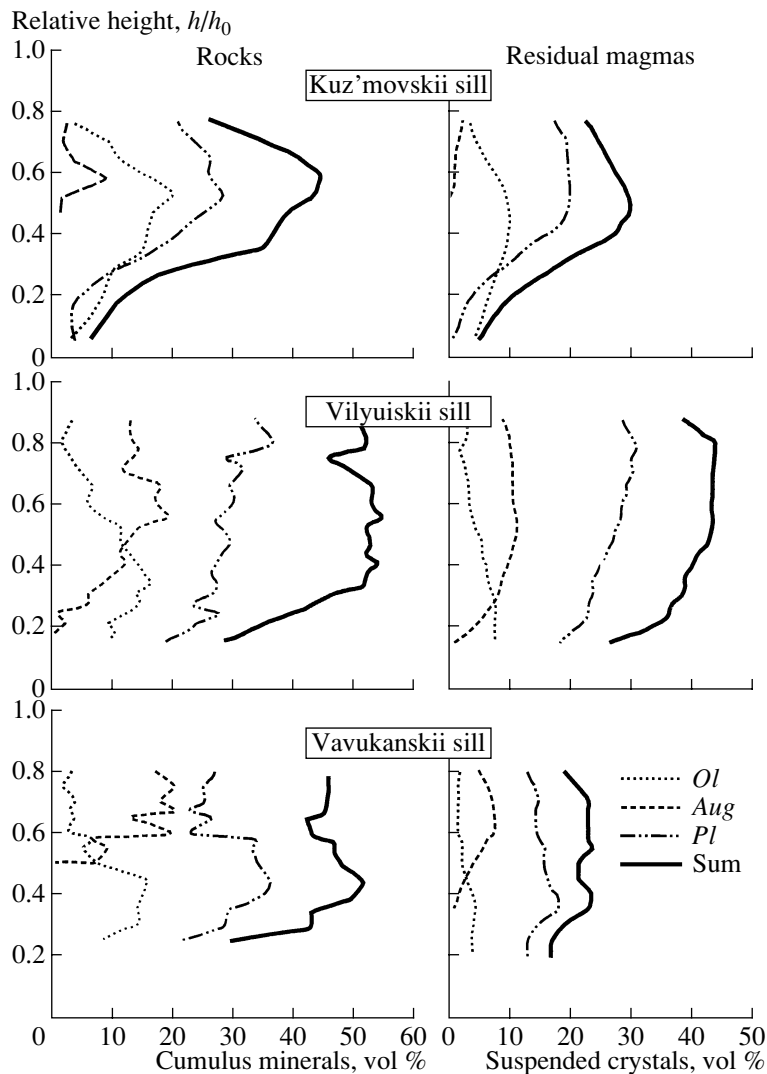 Relative height, h/h0
1.0
Rocks
Residual magmas
Kuz’movskii sill
0.8
0.6
0.4
0.2
0
1.0
Vilyuiskii sill
0.8
0.6
0.4
0.2
0
1.0
Vavukanskii sill
0.8
Ol
Aug
0.6
Pl
Sum
0.4
0.2
0 10 20 30 40 50 60
0 10 20 30 40 50
Cumulus minerals, vol %
Suspended crystals, vol %